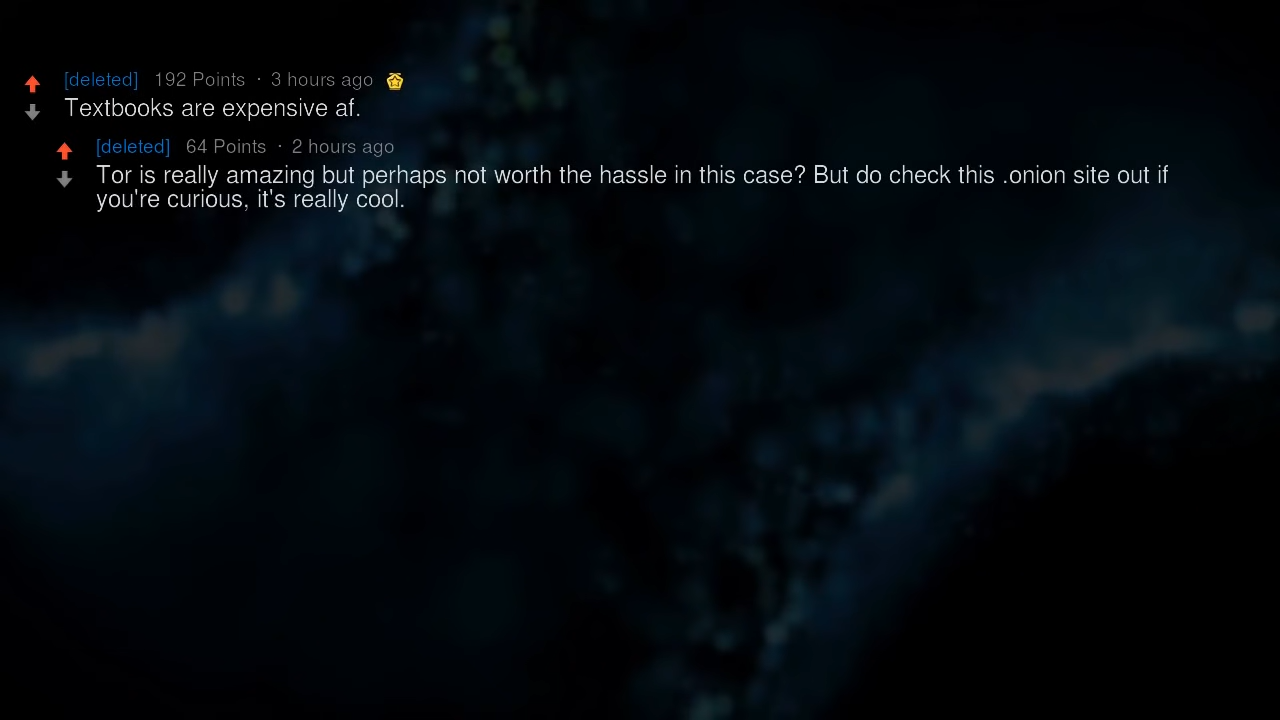 [deleted] 192 Points · 3 hours ago
Textbooks are expensive af.
[deleted] 64 Points · 2 hours ago
Tor is really amazing but perhaps not worth the hassle in this case? But do check this .onion site out if
you're curious, it's really cool.